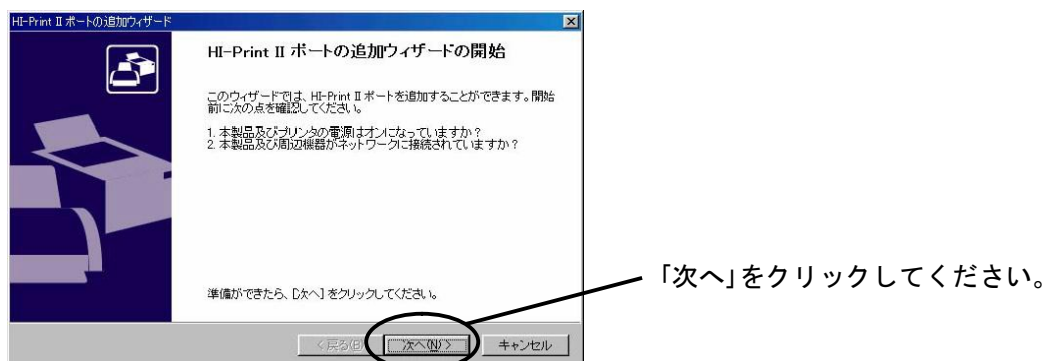 HI-Print II ポートの追加ウィザード
HI-Print II ポートの追加ウィザードの開始
このウィザードでは、HI-Print II ポートを追加することができます。開始
前に次の点を確認してください。
1. 本製品及びプリンタの電源はオンになっていますか？
2. 本製品及び周辺機器がネットワークに接続されていますか？
「次へ」をクリックしてください。
準備ができたら、[次へ] をクリックしてください。
< 戻る(B)
次へ(N) >
キャンセル